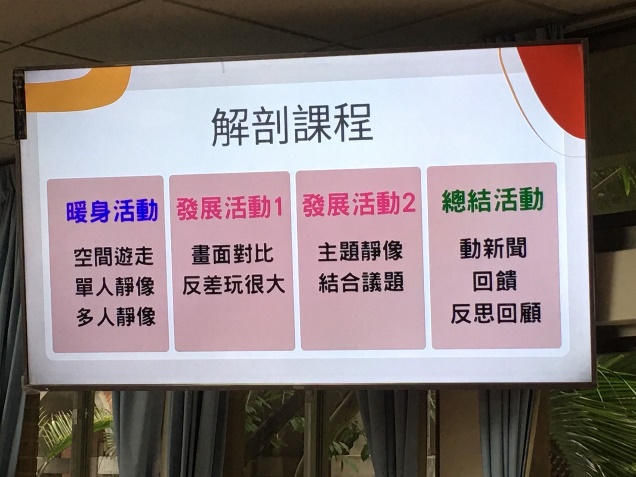 解剖課程
暖身活動
空間遊走
單人靜像
多人靜像
發展活動1
畫面對比
反差玩很大
發展活動2
主題靜像
結合議題
總結活動
動新聞
回饋
反思回顧